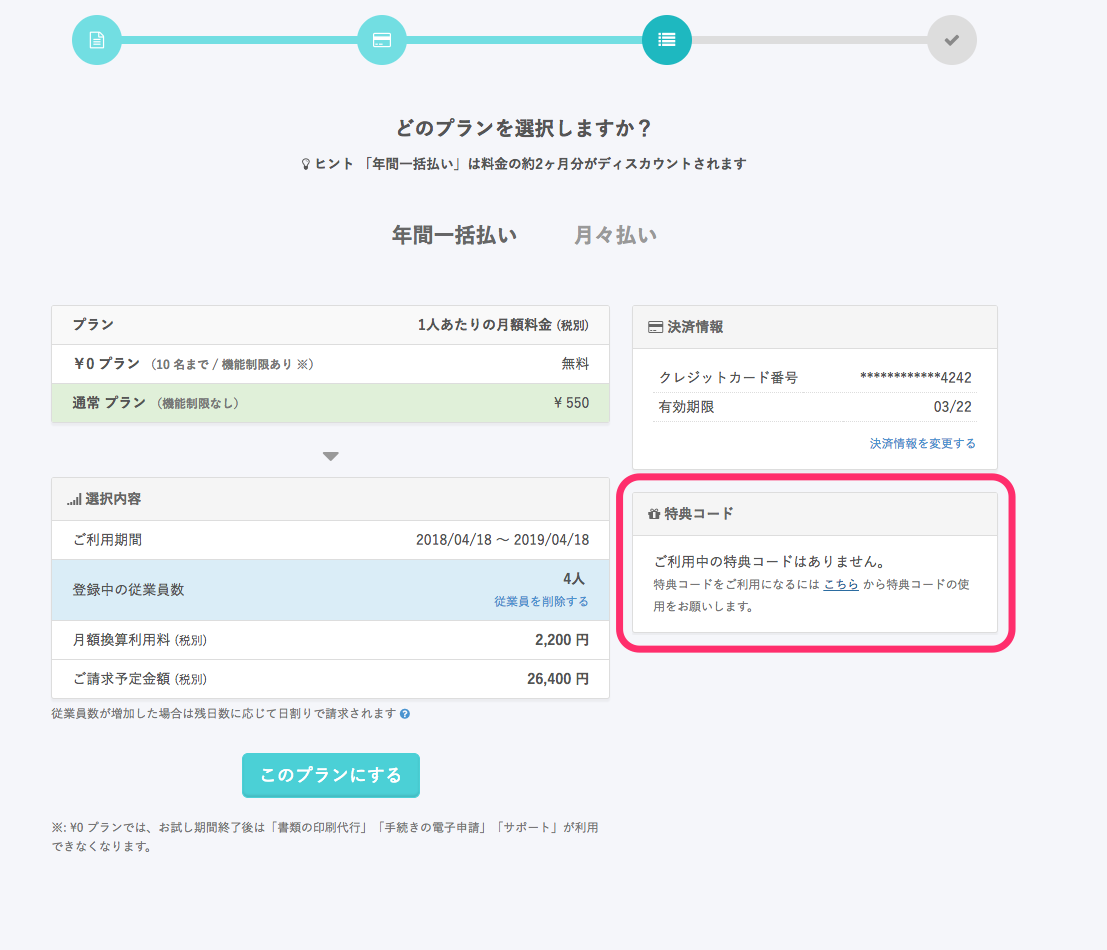 どのプランを選択しますか？
ヒント 「年間一括払い」は料金の約2ヶ月分がディスカウントされます
年間一括払い 月々払い
プラン 1人あたりの月額料金 (税別)
¥0 プラン (10 名まで / 機能制限あり ※) 無料
通常 プラン (機能制限なし) ¥ 550
選択内容
ご利用期間 2018/04/18 〜 2019/04/18
登録中の従業員数 4人
従業員を削除する
月額換算利用料 (税別) 2,200 円
ご請求予定金額 (税別) 26,400 円
従業員数が増加した場合は残日数に応じて日割りで請求されます ?
このプランにする
※: ¥0 プランでは、お試し期間終了後は「書類の印刷代行」「手続きの電子申請」「サポート」が利用
できなくなります。
決済情報
クレジットカード番号 ************4242
有効期限 03/22
決済情報を変更する
特典コード
ご利用中の特典コードはありません。
特典コードをご利用になるには こちら から特典コードの使
用をお願いします。